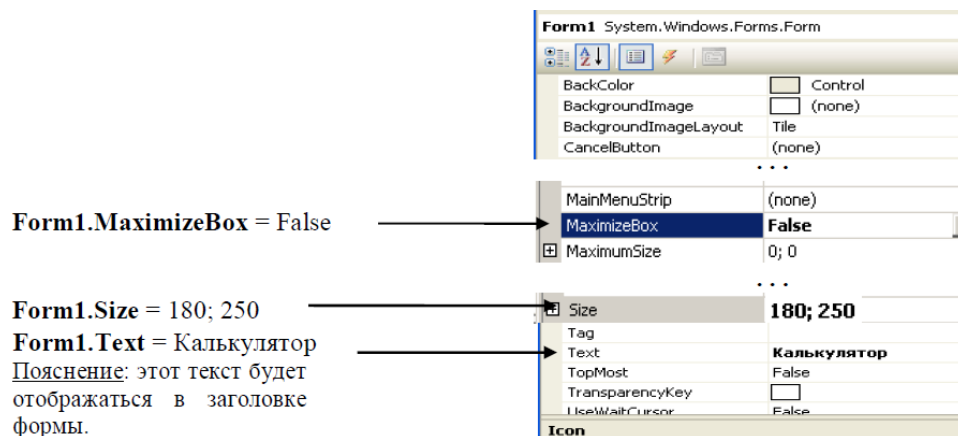 Form1 System.Windows.Forms.Form
BackColor Control
BackgroundImage (none)
BackgroundImageLayout Tile
CancelButton (none)
...
MainMenuStrip (none)
Form1.MaximizeBox = False
MaximizeBox False
MaximumSize 0; 0
...
Form1.Size = 180; 250
Size 180; 250
Tag
Form1.Text = Калькулятор
Text Калькулятор
Пояснение: этот текст будет
TopMost False
отображаться в заголовке
TransparencyKey
формы.
UseWaitCursor False
Icon